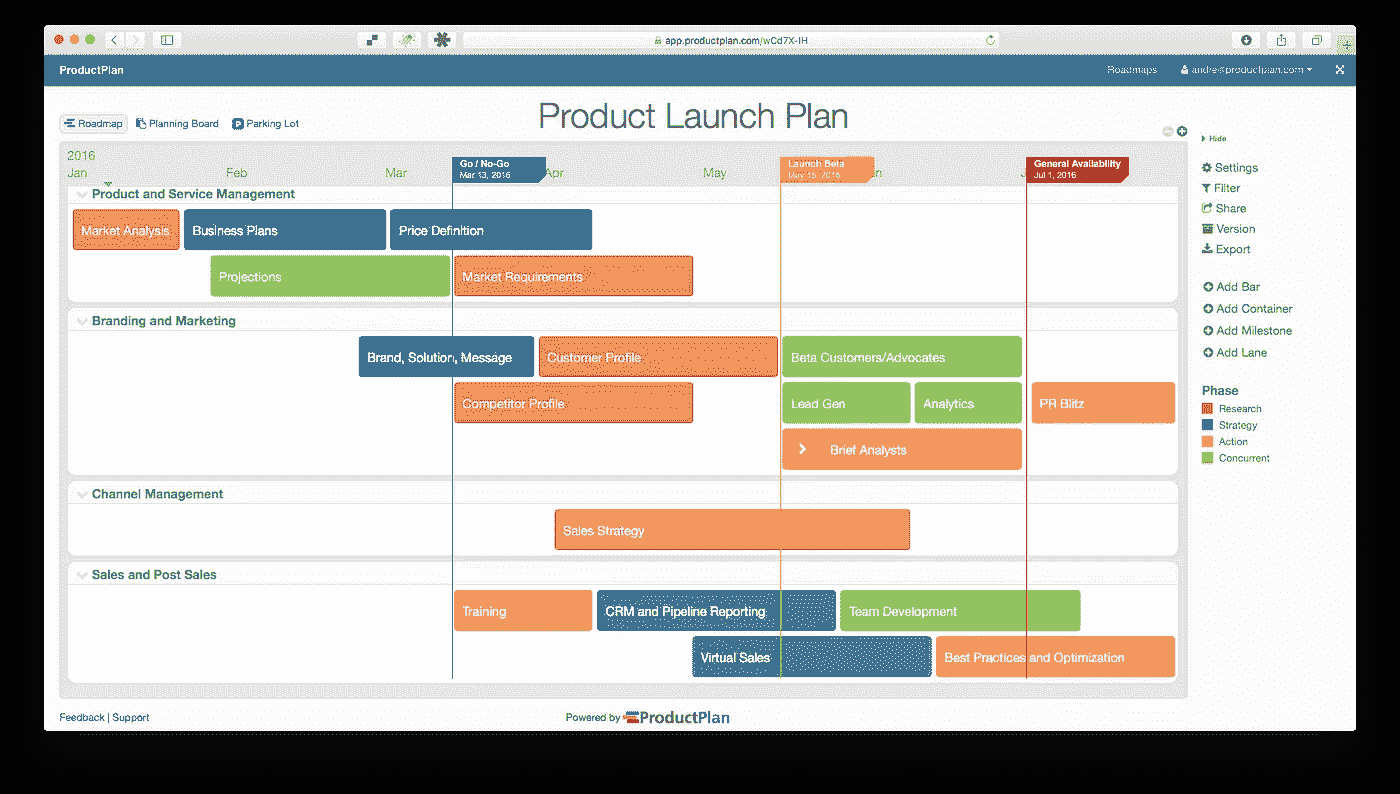 app.productplan.com/wCd7X-IH
ProductPlan
Roadmaps
andre@productplan.com
Roadmap
Planning Board
Parking Lot
Product Launch Plan
Hide
2016
Jan
Feb
Mar
Go / No-Go
Mar 13, 2016
Apr
May
Launch Beta
May 15, 2016
General Availability
Jul 1, 2016
Product and Service Management
Market Analysis
Business Plans
Price Definition
Projections
Market Requirements
Branding and Marketing
Brand, Solution, Message
Customer Profile
Beta Customers/Advocates
Competitor Profile
Lead Gen
Analytics
PR Blitz
Brief Analysts
Channel Management
Sales Strategy
Sales and Post Sales
Training
CRM and Pipeline Reporting
Team Development
Virtual Sales
Best Practices and Optimization
Settings
Filter
Share
Version
Export
Add Bar
Add Container
Add Milestone
Add Lane
Phase
Research
Strategy
Action
Concurrent
Feedback | Support
Powered by ProductPlan